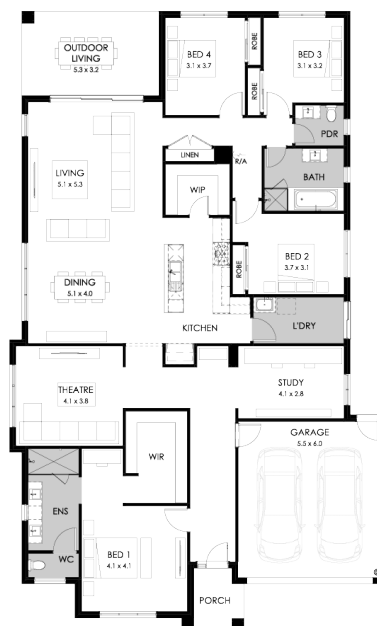 OUTDOOR
LIVING
5.3 x 3.2
BED 4
3.1 x 3.7
ROBE
ROBE
BED 3
3.1 x 3.2
PDR
LINEN
R/A
BATH
LIVING
5.1 x 5.3
WIP
BED 2
3.7 x 3.1
ROBE
DINING
5.1 x 4.0
KITCHEN
L'DRY
THEATRE
4.1 x 3.8
STUDY
4.1 x 2.8
GARAGE
5.5 x 6.0
WIR
ENS
WC
BED 1
4.1 x 4.1
PORCH